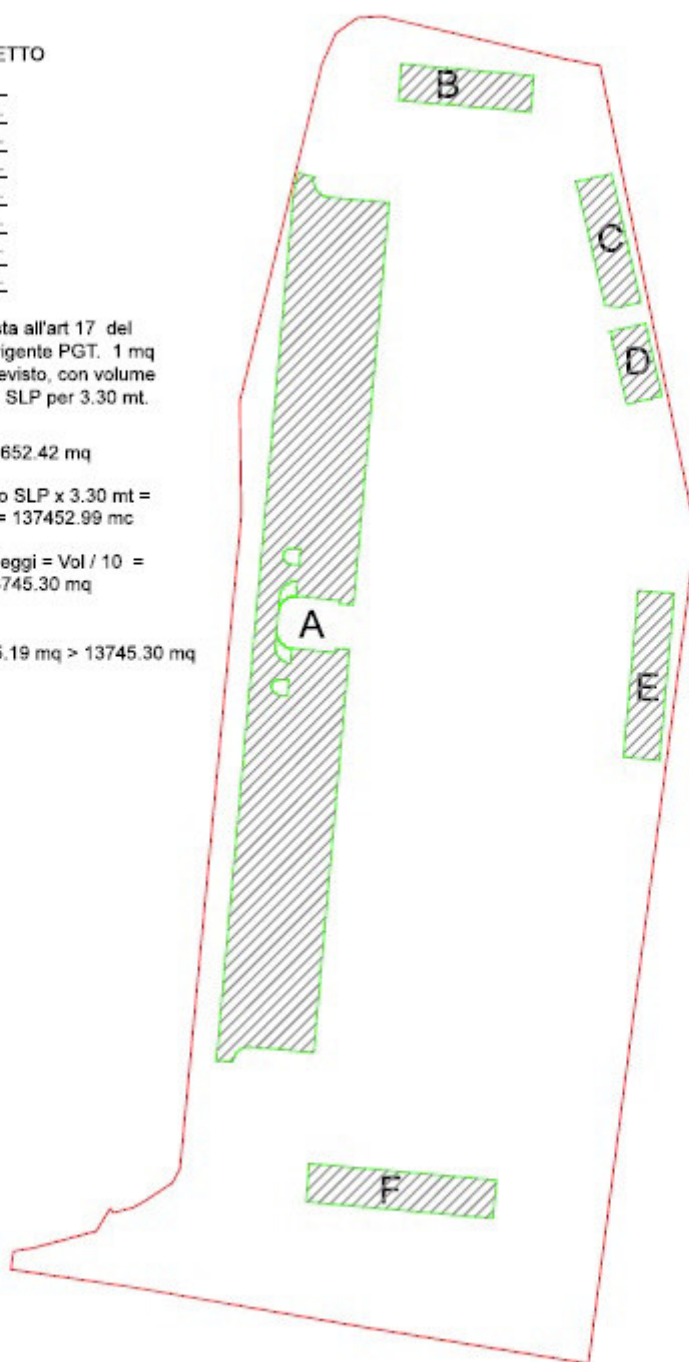 ETTO
B
C
sta all'art 17 del
igente PGT. 1 mq
evisto, con volume
SLP per 3.30 mt.
D
652.42 mq
o SLP x 3.30 mt =
= 137452.99 mc
eggi = Vol / 10 =
745.30 mq
A
5.19 mq > 13745.30 mq
E
F